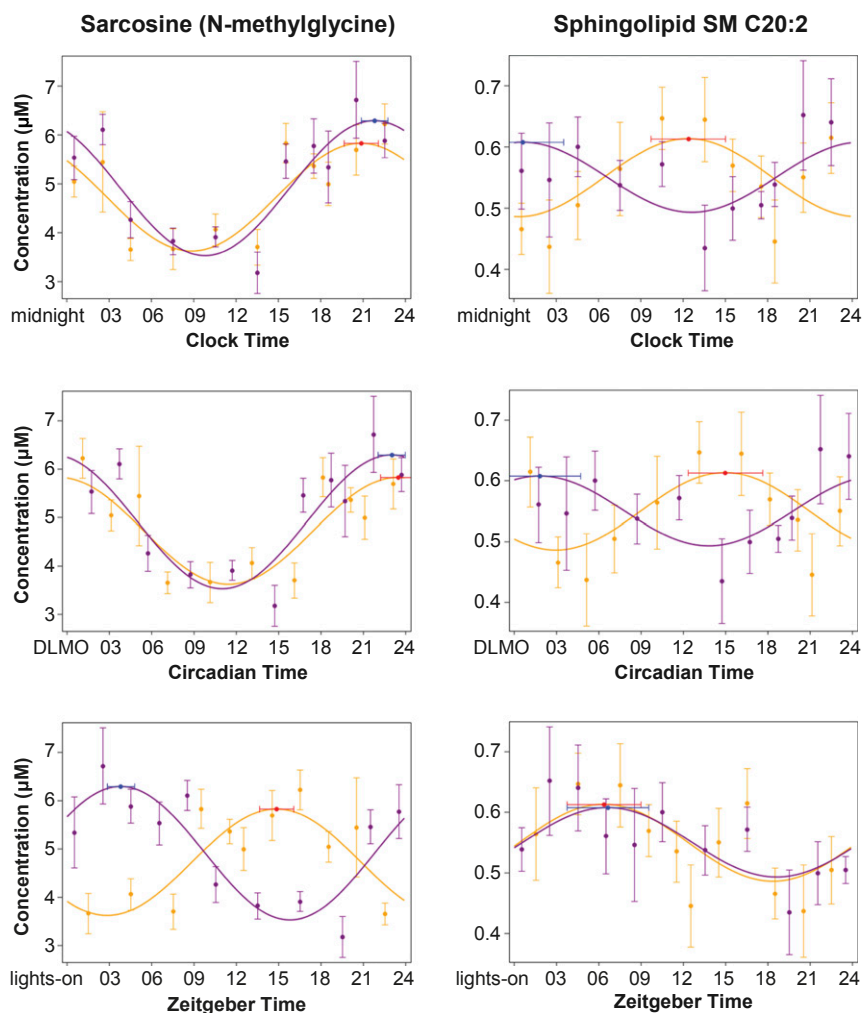 Sarcosine (N-methylglycine)
Sphingolipid SM C20:2
Concentration (µM)
7
6
5
4
3
midnight 03 06 09 12 15 18 21 24
Clock Time
0.7
0.6
0.5
0.4
midnight 03 06 09 12 15 18 21 24
Clock Time
Concentration (µM)
7
6
5
4
3
DLMO 03 06 09 12 15 18 21 24
Circadian Time
0.7
0.6
0.5
0.4
DLMO 03 06 09 12 15 18 21 24
Circadian Time
Concentration (µM)
7
6
5
4
3
lights-on 03 06 09 12 15 18 21 24
Zeitgeber Time
0.7
0.6
0.5
0.4
lights-on 03 06 09 12 15 18 21 24
Zeitgeber Time